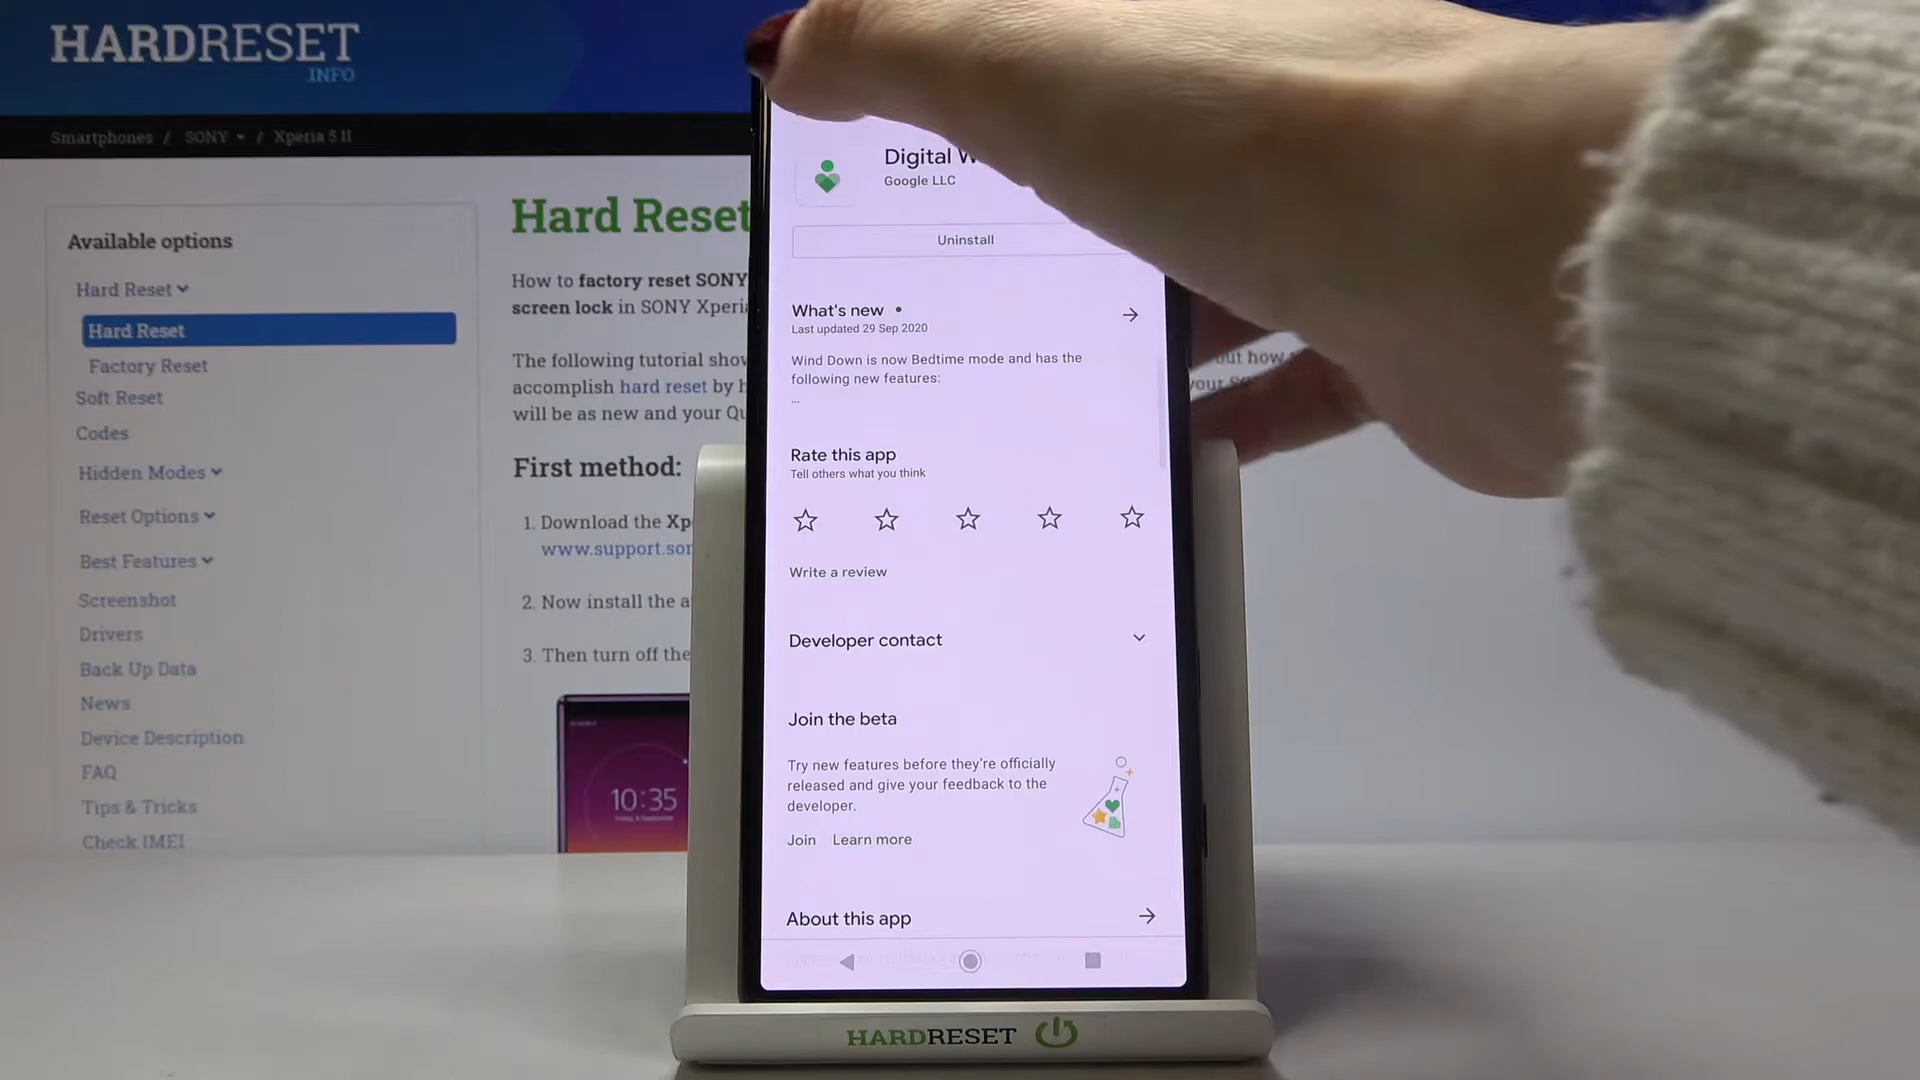 HARDRESET
.INFO
Smartphones / SONY / Xperia 5 II
Available options
Hard Reset
Hard Reset
Factory Reset
Soft Reset
Codes
Hidden Modes
Reset Options
Best Features
Screenshot
Drivers
Back Up Data
News
Device Description
FAQ
Tips & Tricks
Check IMEI
Hard Reset
How to factory reset SONY
screen lock in SONY
The following tutorial
accomplish hard reset by
will be as new and your
out how
your
First method:
1. Download the
2. Now install the
3. Then turn off the
10:35
Digital
Google LLC
Uninstall
What's new •
Last updated 29 Sep 2020
Wind Down is now Bedtime mode and has the
following new features:
...
Rate this app
Tell others what you think
Write a review
Developer contact
Join the beta
Try new features before they're officially
released and give your feedback to the
developer.
Join Learn more
About this app
HARDRESET